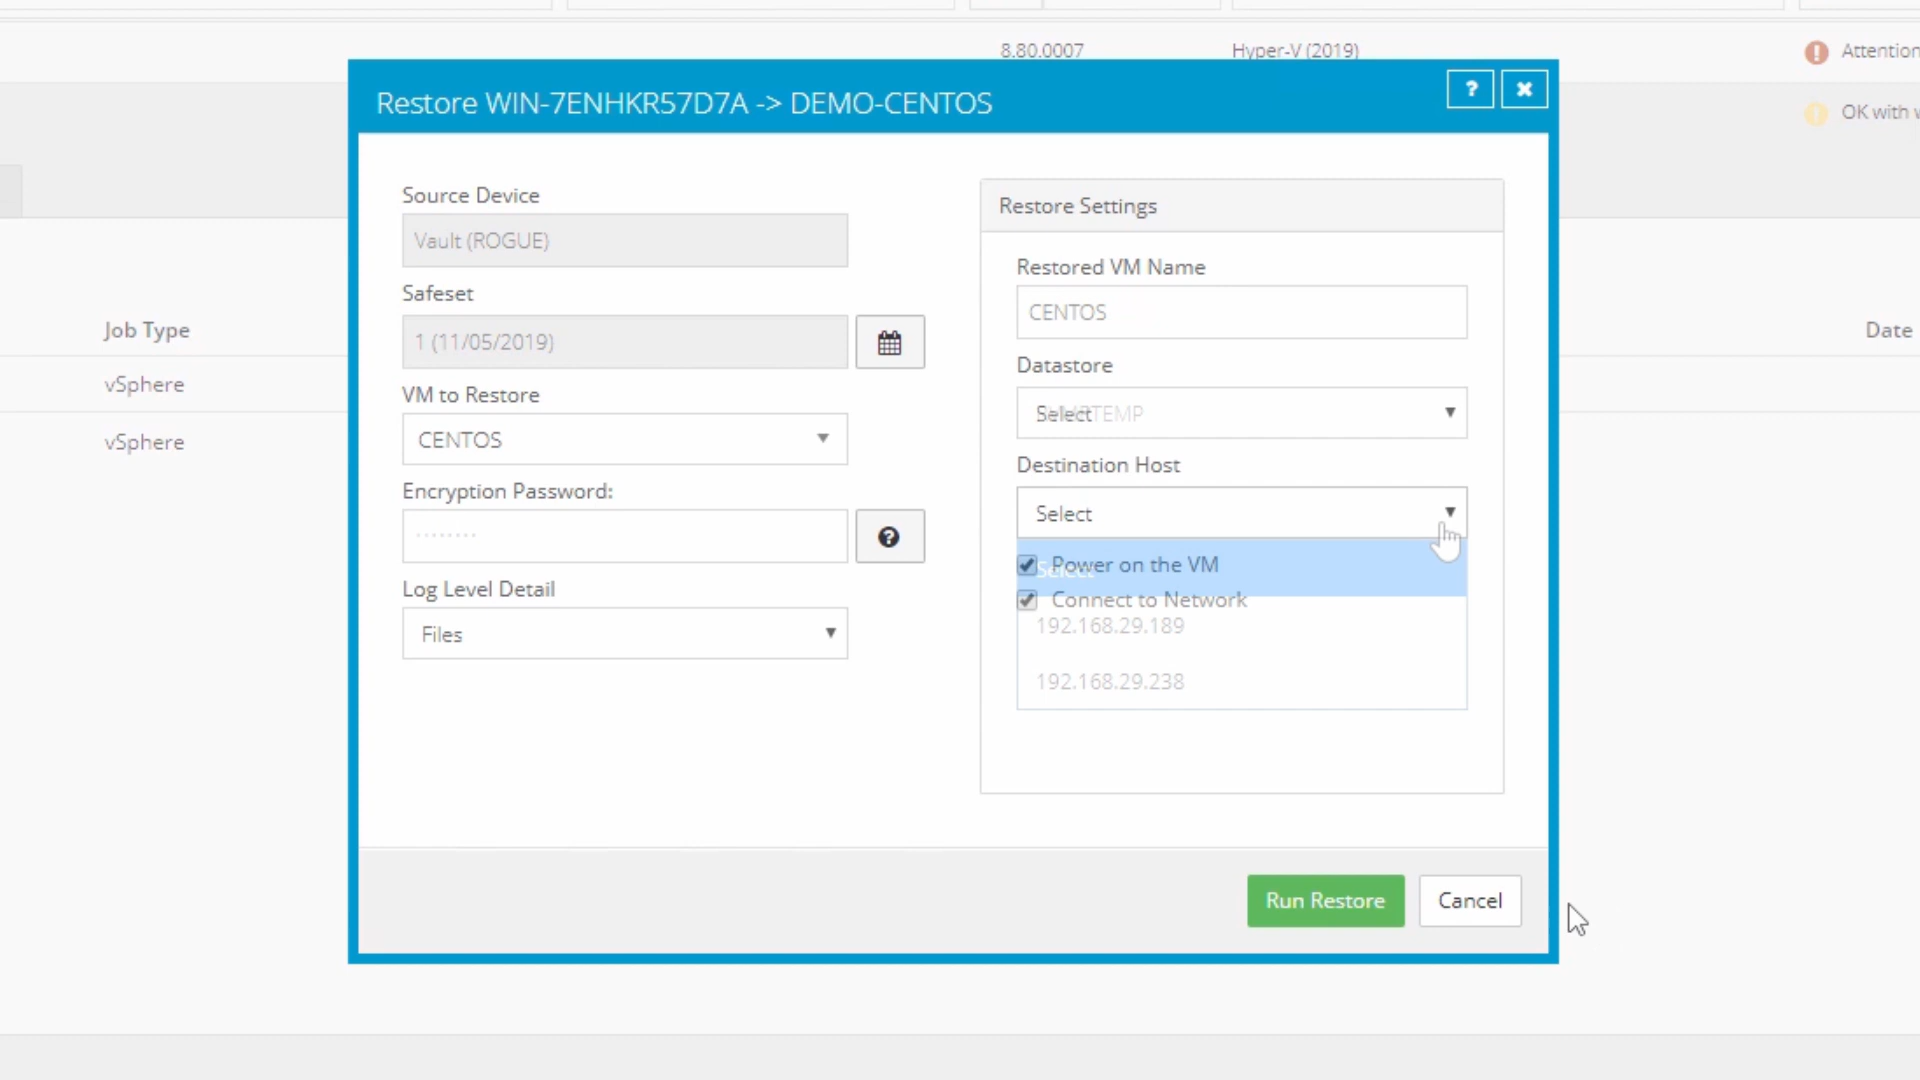 8.80.0007 Hyper-V (2019) Attention
Restore WIN-7ENHKR57D7A -> DEMO-CENTOS ?
OK with
Source Device
Vault (ROGUE)
Safeset
1 (11/05/2019)
VM to Restore
CENTOS
Encryption Password:
········
?
Log Level Detail
Files
Restore Settings
Restored VM Name
CENTOS
Datastore
Select
TEMP
Destination Host
Select
Power on the VM
Select
Connect to Network
192.168.29.189
192.168.29.238
Job Type
Date
vSphere
vSphere
Run Restore Cancel